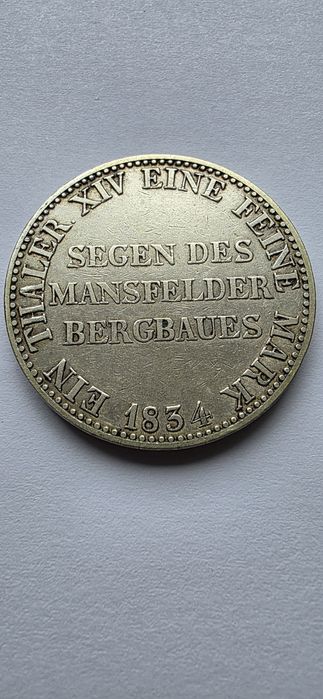 EIN THALER XIV EINE FEINE MARK
SEGEN DES
MANSFELDER
BERGBAUES
1834